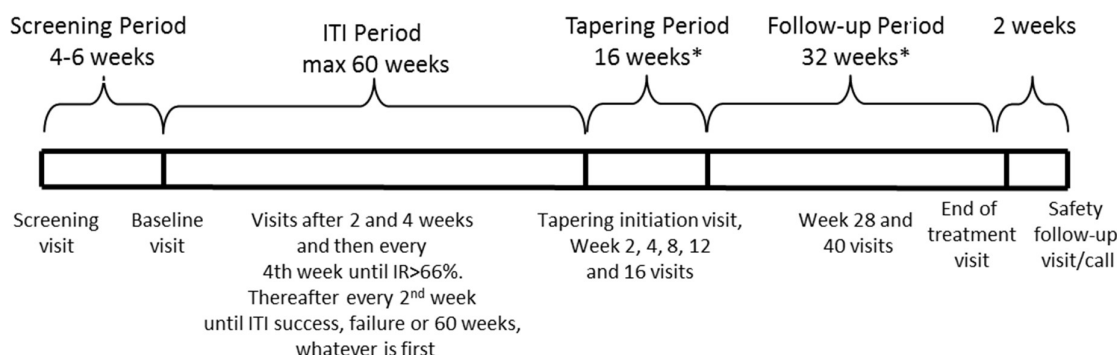 Screening Period
4-6 weeks
ITI Period
max 60 weeks
Tapering Period
16 weeks*
Follow-up Period
32 weeks*
2 weeks
Screening
visit
Baseline
visit
Visits after 2 and 4 weeks
and then every
4th week until IR>66%.
Thereafter every 2nd week
until ITI success, failure or 60 weeks,
whatever is first
Tapering initiation visit,
Week 2, 4, 8, 12
and 16 visits
Week 28 and
40 visits
End of
treatment
visit
Safety
follow-up
visit/call